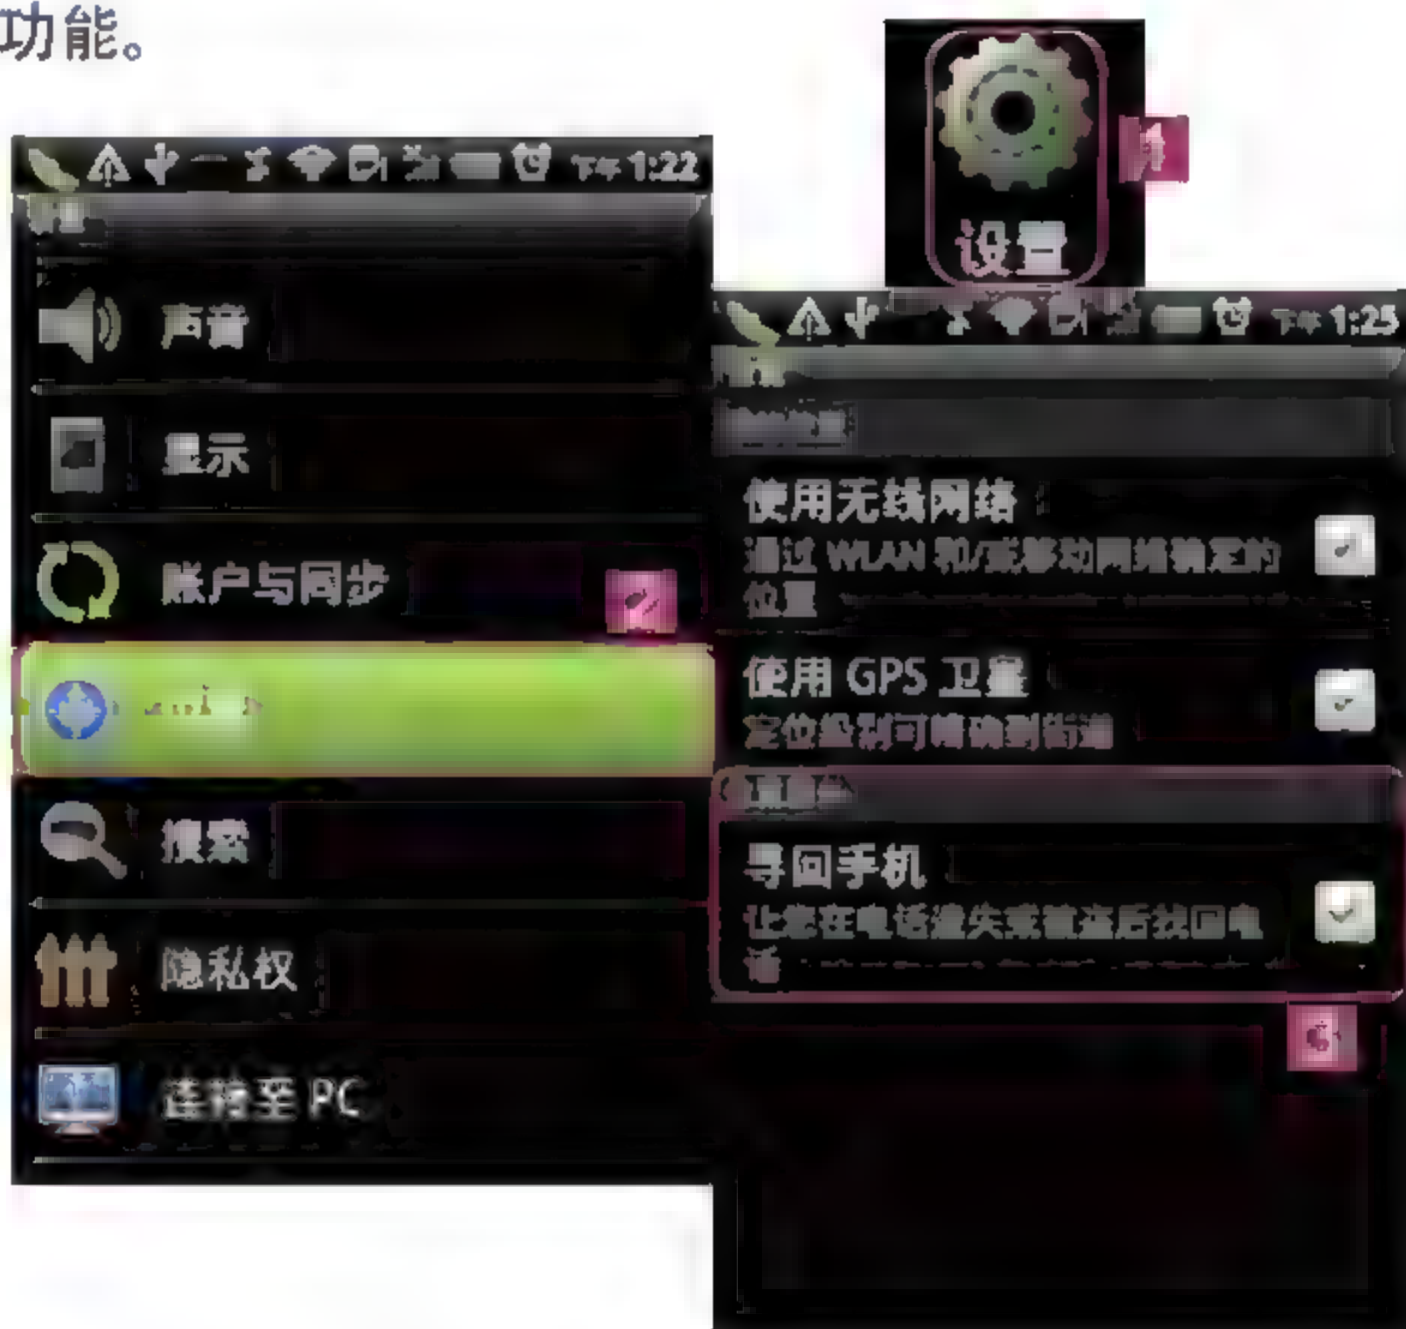 功能。
设置
下午 1:22
声音
显示
账户与同步
搜索
隐私权
连接至 PC
下午 1:25
使用无线网络
通过 WLAN 和/或移动网络确定的
位置
使用 GPS 卫星
定位级别可精确到街道
寻回手机
让您在电话遗失或被盗后找回电
话